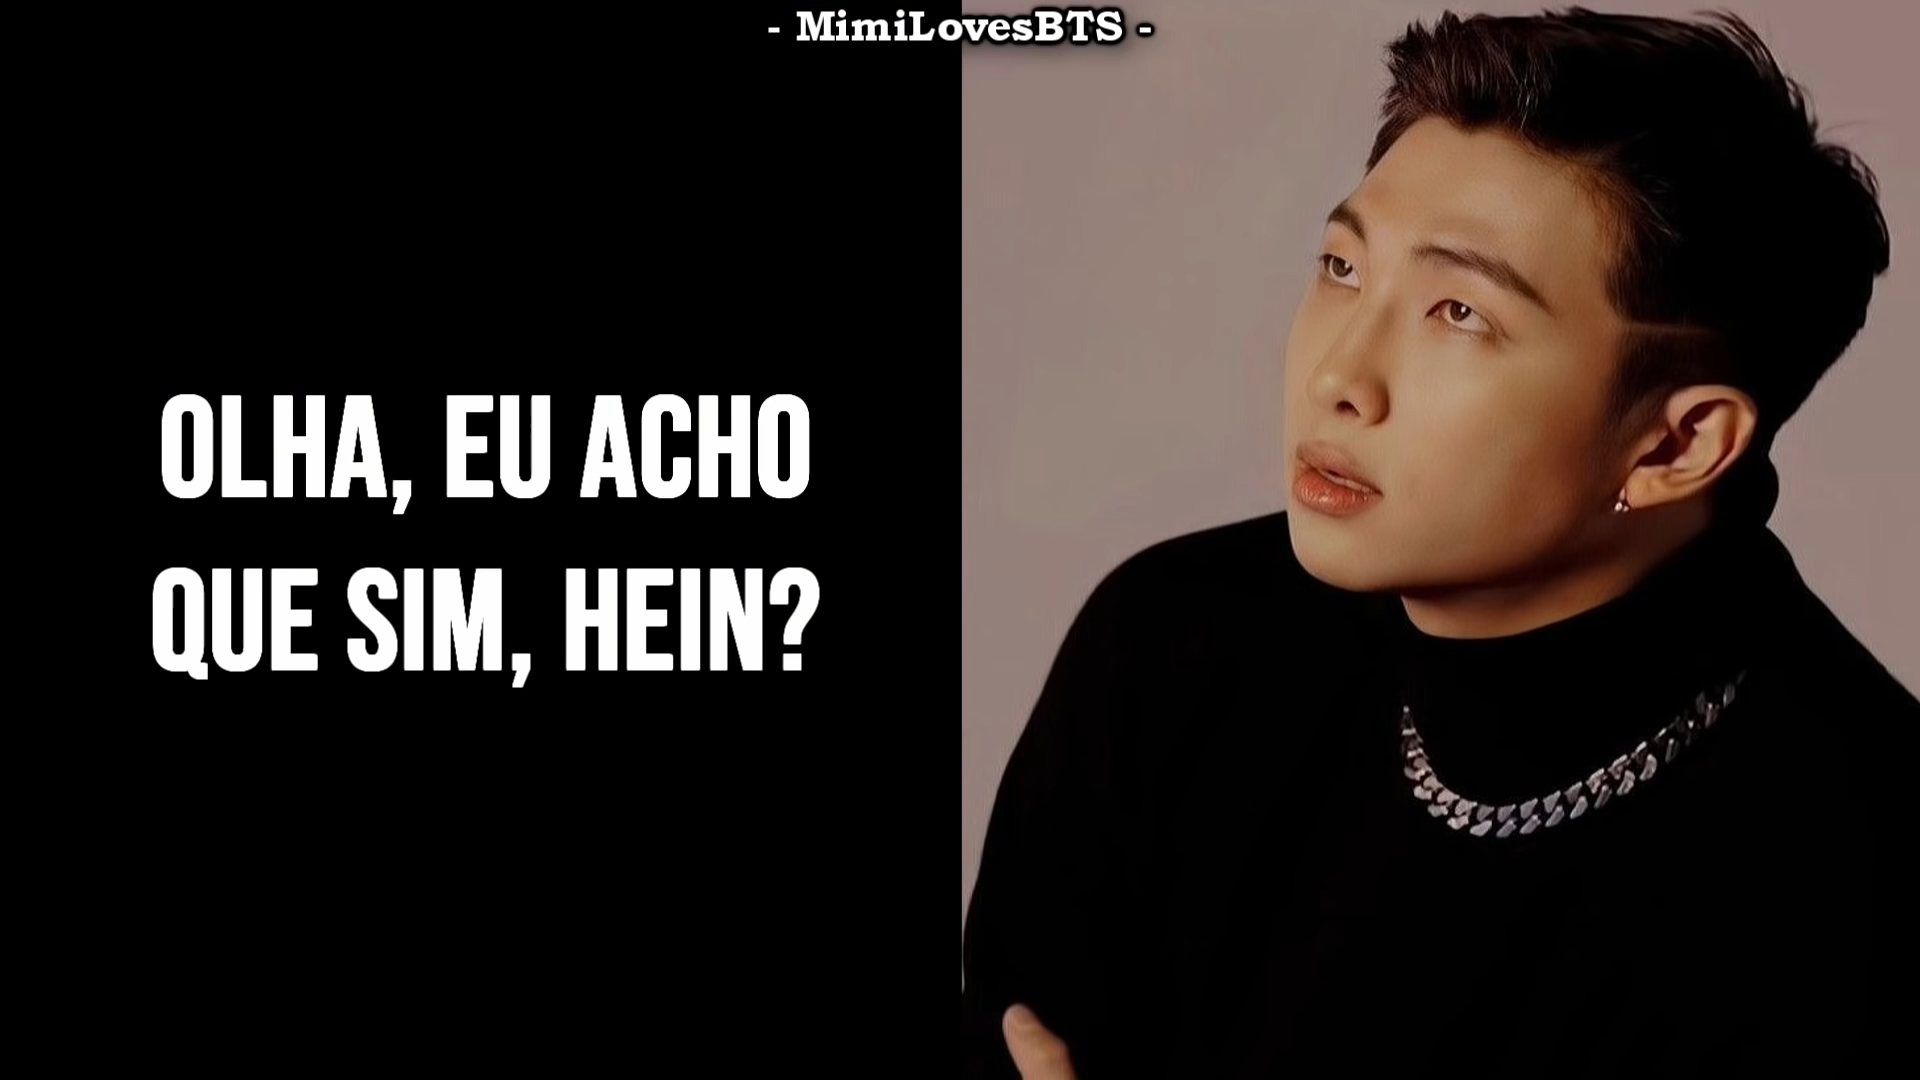 - MimiLovesBTS -
OLHA, EU ACHO
QUE SIM, HEIN?